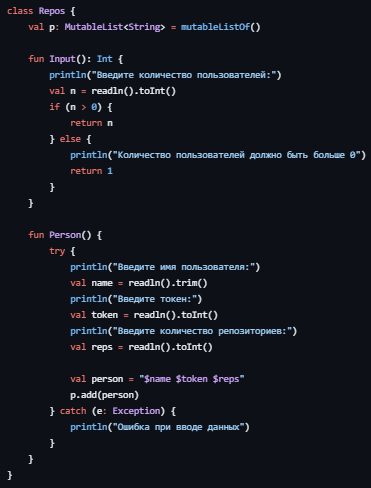 class Repos {
    val p: MutableList<String> = mutableListOf()

    fun Input(): Int {
        println("Введите количество пользователей:")
        val n = readln().toInt()
        if (n > 0) {
            return n
        } else {
            println("Количество пользователей должно быть больше 0")
            return 1
        }
    }

    fun Person() {
        try {
            println("Введите имя пользователя:")
            val name = readln().trim()
            println("Введите токен:")
            val token = readln().toInt()
            println("Введите количество репозиториев:")
            val reps = readln().toInt()

            val person = "$name $token $reps"
            p.add(person)
        } catch (e: Exception) {
            println("Ошибка при вводе данных")
        }
    }
}